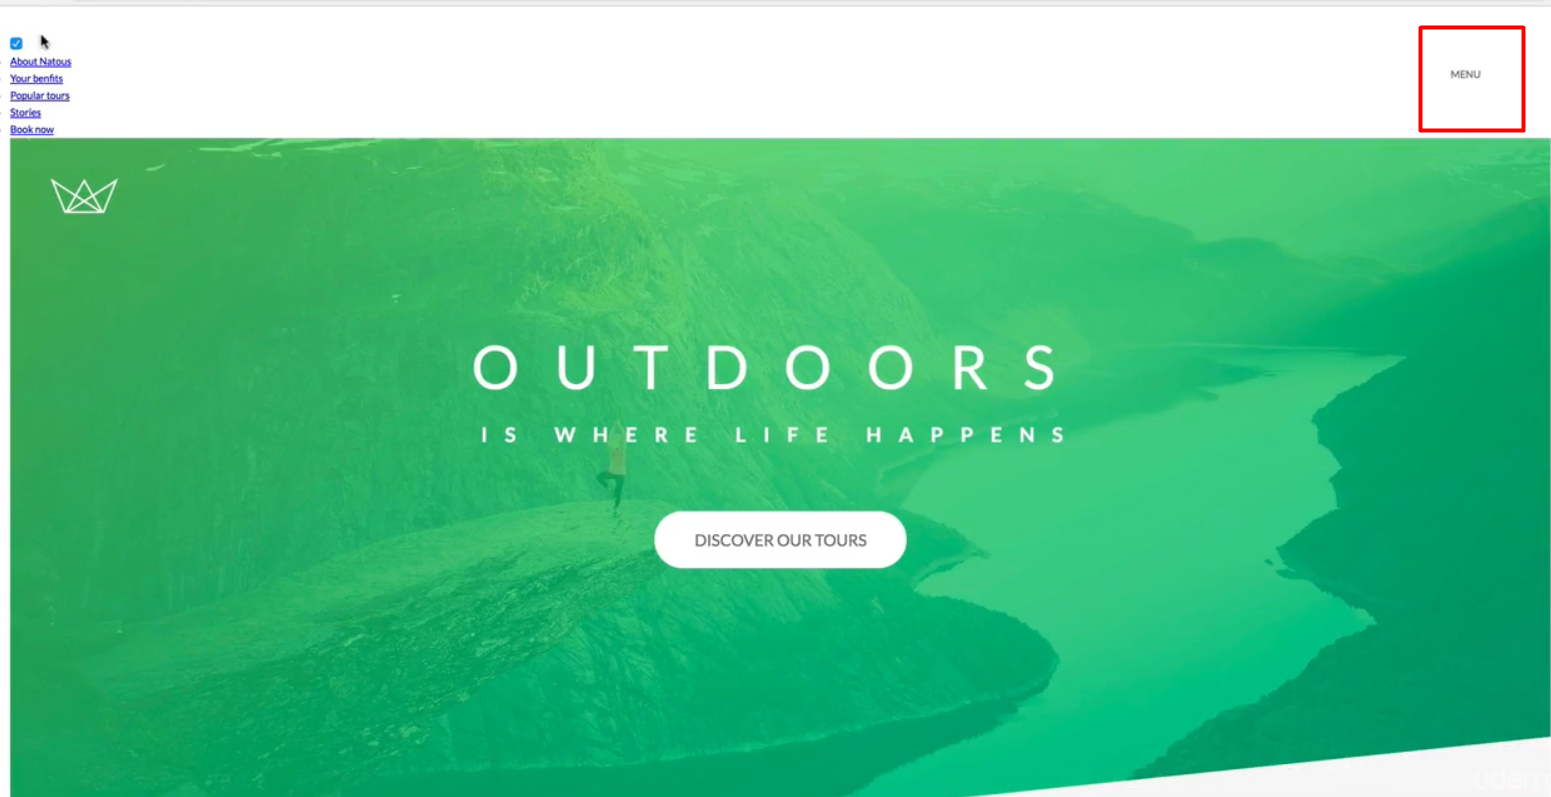 About Natous
Your benfits
Popular tours
Stories
Book now
MENU
OUTDOORS
IS WHERE LIFE HAPPENS
DISCOVER OUR TOURS